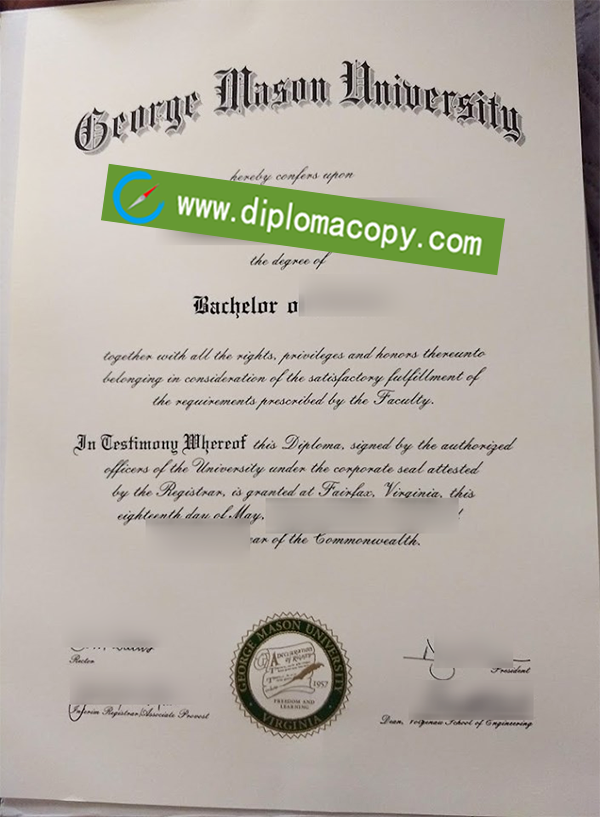 George Mason University
hereby confers upon
www.diplomacopy.com
the degree of
Bachelor o
together with all the rights, privileges and honors thereunto
belonging in consideration of the satisfactory fulfillment of
the requirements prescribed by the Faculty.
In Testimony Whereof this Diploma, signed by the authorized
officers of the University under the corporate seal attested
by the Registrar, is granted at Fairfax, Virginia, this
eighteenth day of May,
ear of the Commonwealth.
Rector
President
Interim Registrar/Associate Provost
Dean, Volgenau School of Engineering
GEORGE MASON UNIVERSITY
A Declaration
of Rights
1957
FREEDOM AND
LEARNING
VIRGINIA